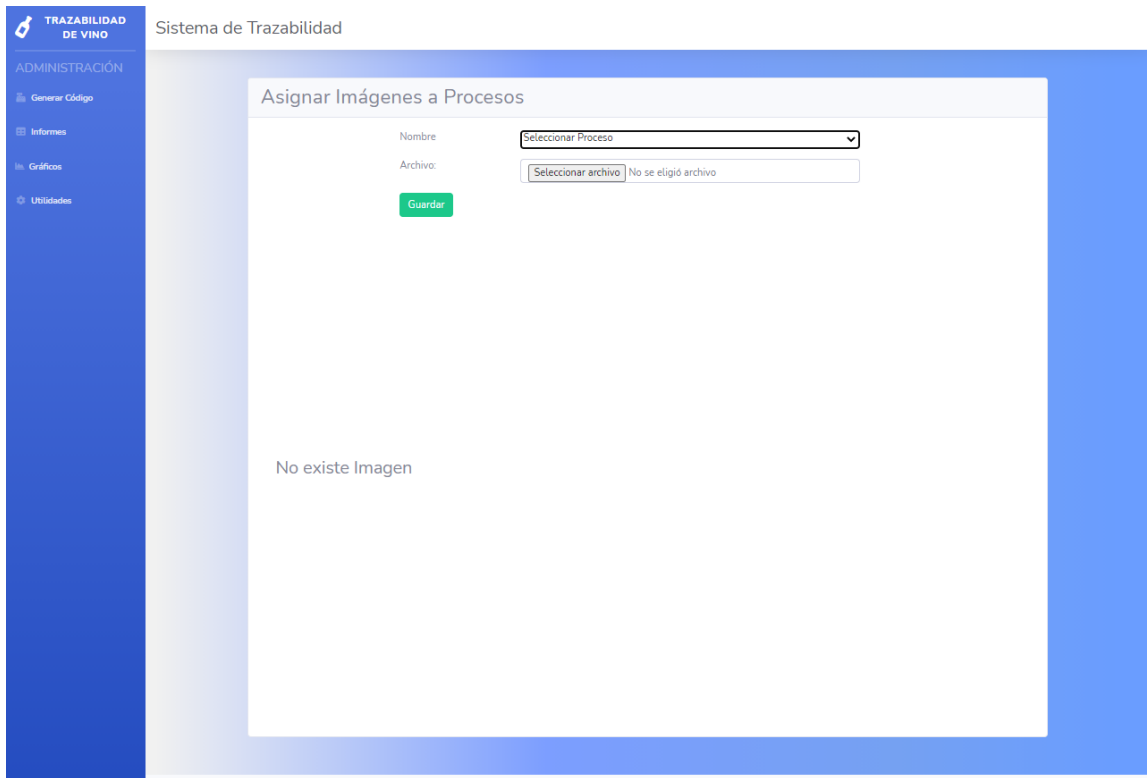 TRAZABILIDAD
DE VINO
Sistema de Trazabilidad
ADMINISTRACIÓN
Generar Código
Informes
Gráficos
Utilidades
Asignar Imágenes a Procesos
Nombre
Seleccionar Proceso
Archivo:
Seleccionar archivo No se eligió archivo
Guardar
No existe Imagen